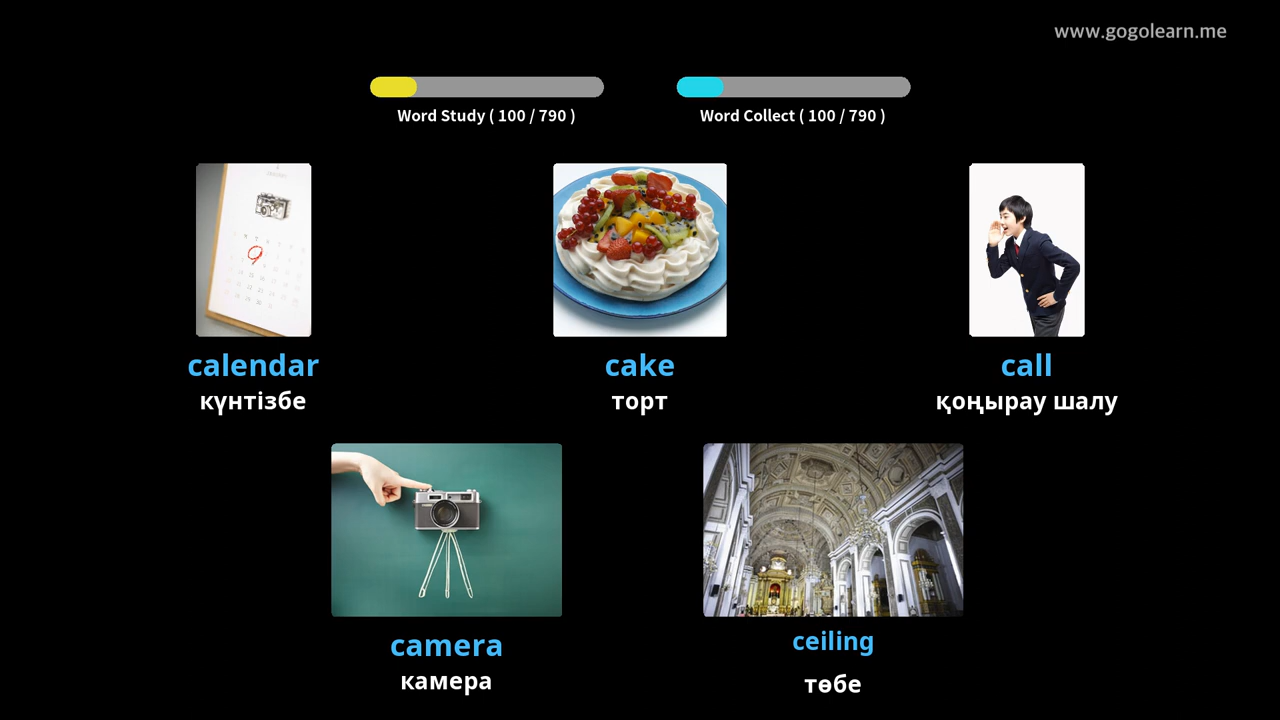 www.gogolearn.me
Word Study ( 100 / 790 )
Word Collect ( 100 / 790 )
calendar
күнтізбе
cake
торт
call
қоңырау шалу
camera
камера
ceiling
төбе